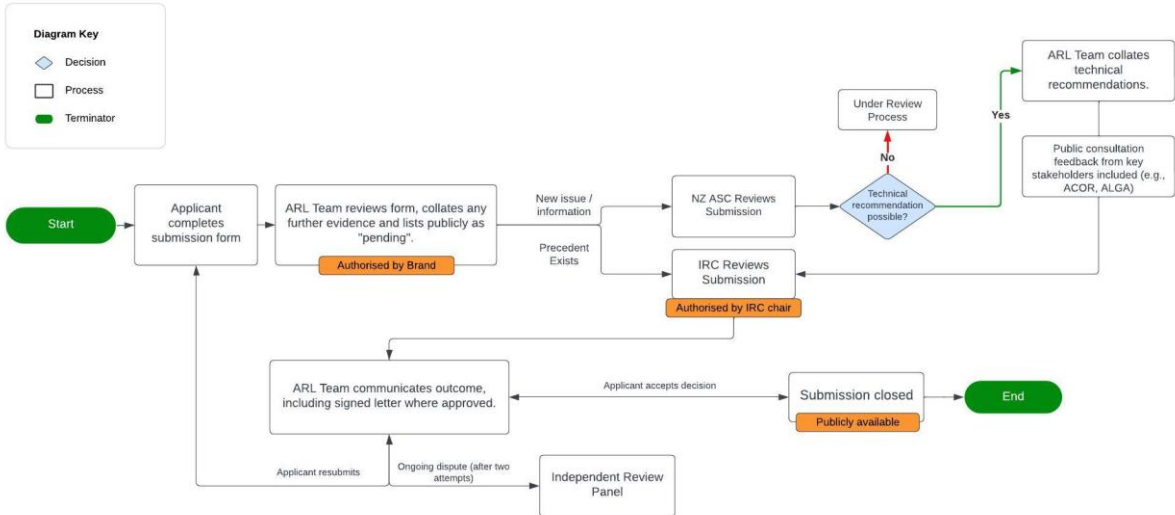 Diagram Key
Decision
Process
Terminator
Start
Applicant
completes
submission form
ARL Team reviews form, collates any
further evidence and lists publicly as
"pending".
Authorised by Brand
New issue /
information
Precedent
Exists
NZ ASC Reviews
Submission
IRC Reviews
Submission
Authorised by IRC chair
Under Review
Process
No
Technical
recommendation
possible?
Yes
ARL Team collates
technical
recommendations.
Public consultation
feedback from key
stakeholders included (e.g.,
ACOR, ALGA)
ARL Team communicates outcome,
including signed letter where approved.
Applicant accepts decision
Submission closed
Publicly available
End
Applicant resubmits
Ongoing dispute (after two
attempts)
Independent Review
Panel